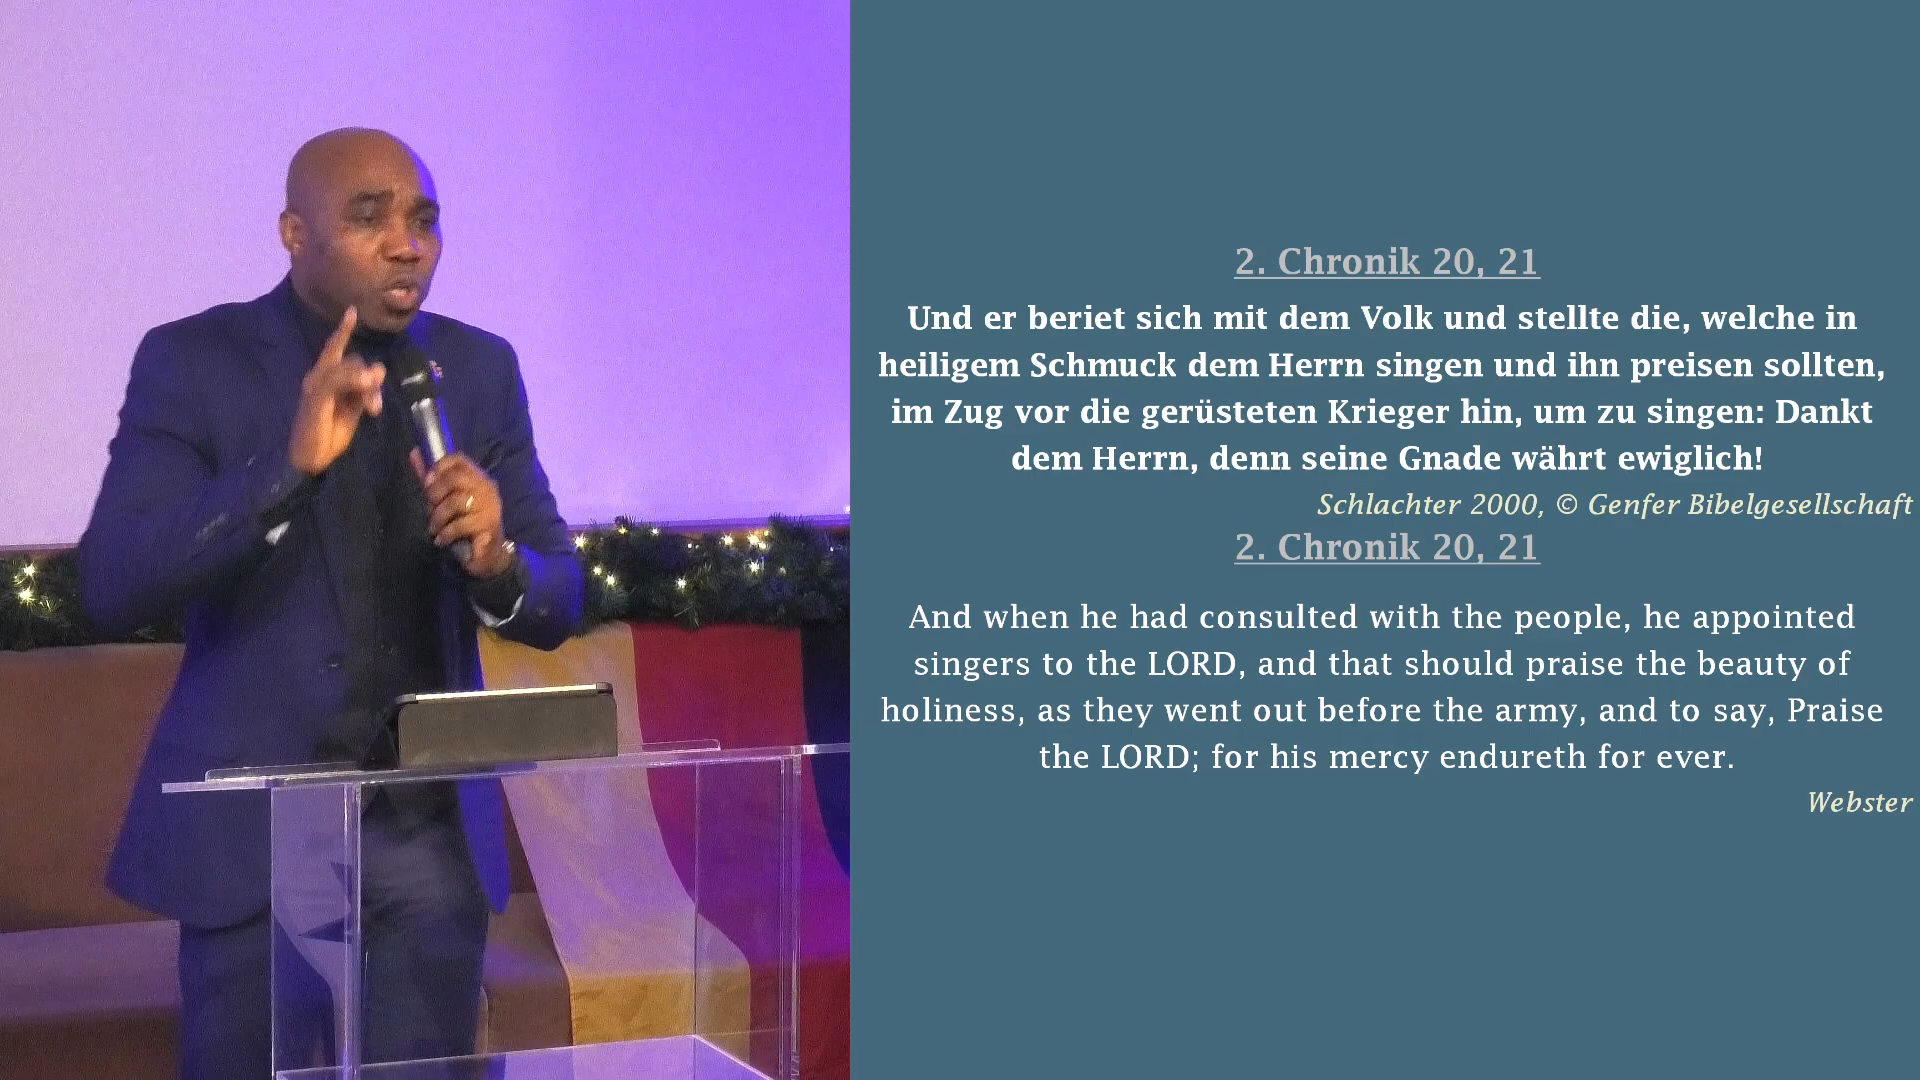 2. Chronik 20, 21
Und er beriet sich mit dem Volk und stellte die, welche in
heiligem Schmuck dem Herrn singen und ihn preisen sollten,
im Zug vor die gerüsteten Krieger hin, um zu singen: Dankt
dem Herrn, denn seine Gnade währt ewiglich!
Schlachter 2000, © Genfer Bibelgesellschaft
2. Chronik 20, 21
And when he had consulted with the people, he appointed
singers to the LORD, and that should praise the beauty of
holiness, as they went out before the army, and to say, Praise
the LORD; for his mercy endureth for ever.
Webster